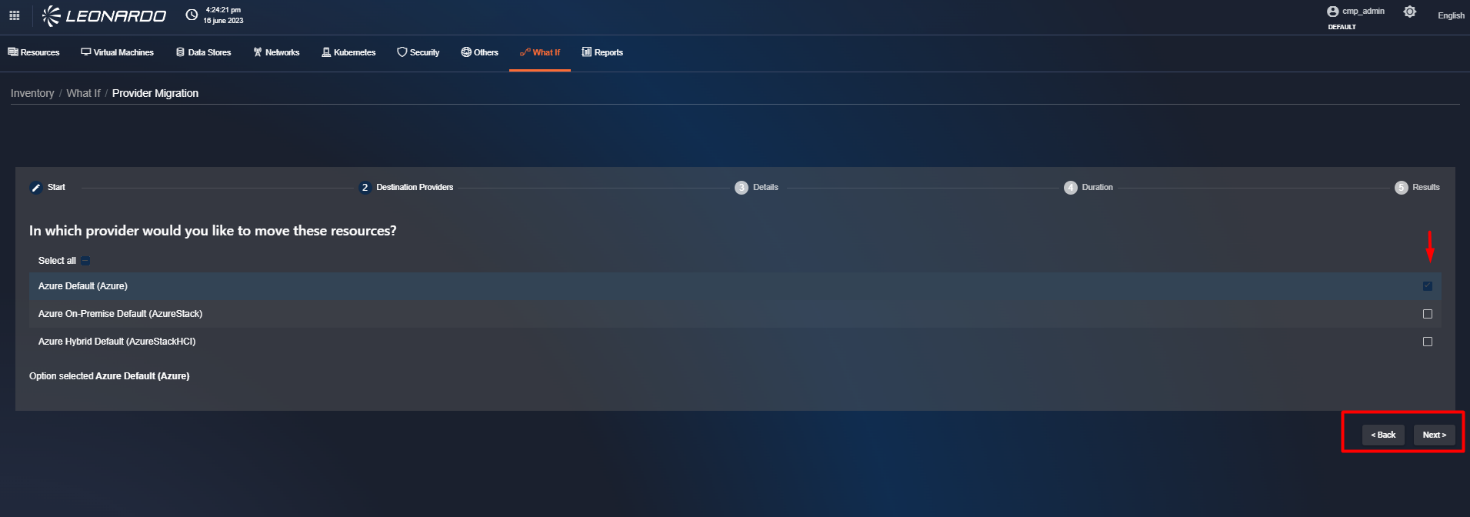 LEONARDO
4:24:21 pm
16 june 2023
cmp_admin
DEFAULT
English
Resources
Virtual Machines
Data Stores
Networks
Kubernetes
Security
Others
What If
Reports
Inventory / What If / Provider Migration
Start
2 Destination Providers
3 Details
4 Duration
5 Results
In which provider would you like to move these resources?
Select all
Azure Default (Azure)
Azure On-Premise Default (AzureStack)
Azure Hybrid Default (AzureStackHCI)
Option selected Azure Default (Azure)
< Back
Next >